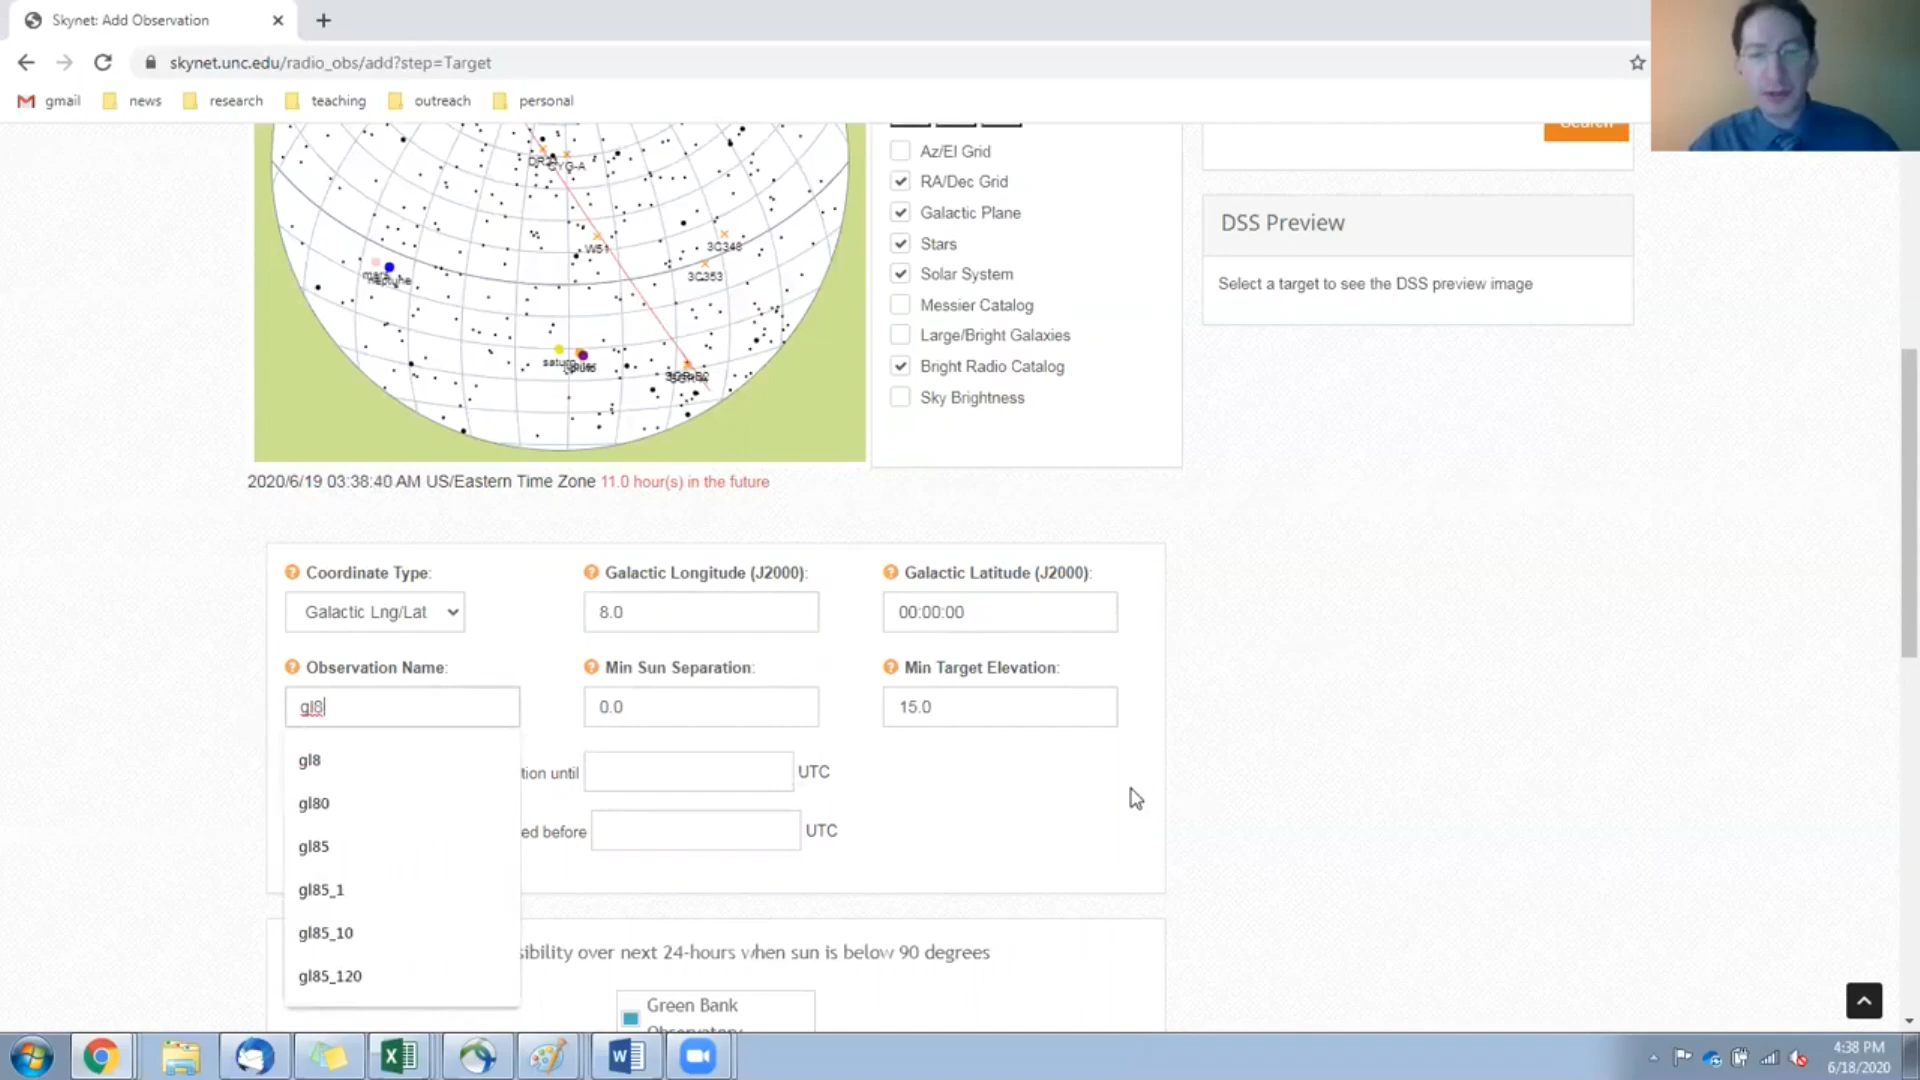 Skynet: Add Observation
skynet.unc.edu/radio_obs/add?step=Target
gmail news research teaching outreach personal
CYG-A
W51
3C348
3C353
neptune
saturn
Az/El Grid
RA/Dec Grid
Galactic Plane
Stars
Solar System
Messier Catalog
Large/Bright Galaxies
Bright Radio Catalog
Sky Brightness
Search
DSS Preview
Select a target to see the DSS preview image
2020/6/19 03:38:40 AM US/Eastern Time Zone 11.0 hour(s) in the future
Coordinate Type: Galactic Longitude (J2000): Galactic Latitude (J2000):
Galactic Lng/Lat 8.0 00:00:00
Observation Name: Min Sun Separation: Min Target Elevation:
gl8 0.0 15.0
gl8
tion until UTC
gl80
ed before UTC
gl85
gl85_1
gl85_10
sibility over next 24-hours when sun is below 90 degrees
gl85_120
Green Bank
Observatory
4:38 PM
6/18/2020